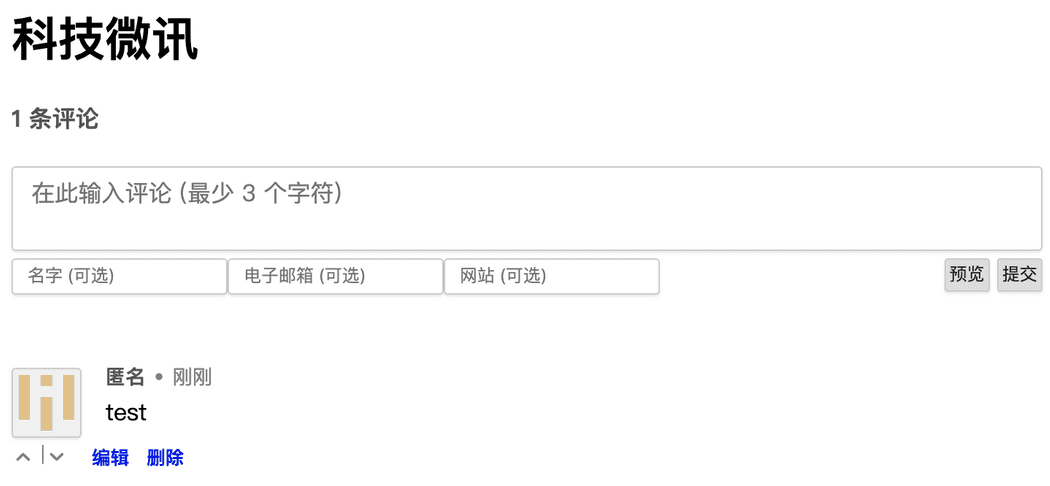 科技微讯
1 条评论
在此输入评论 (最少 3 个字符)
名字 (可选) 电子邮箱 (可选) 网站 (可选) 预览 提交
匿名 • 刚刚
test
编辑 删除